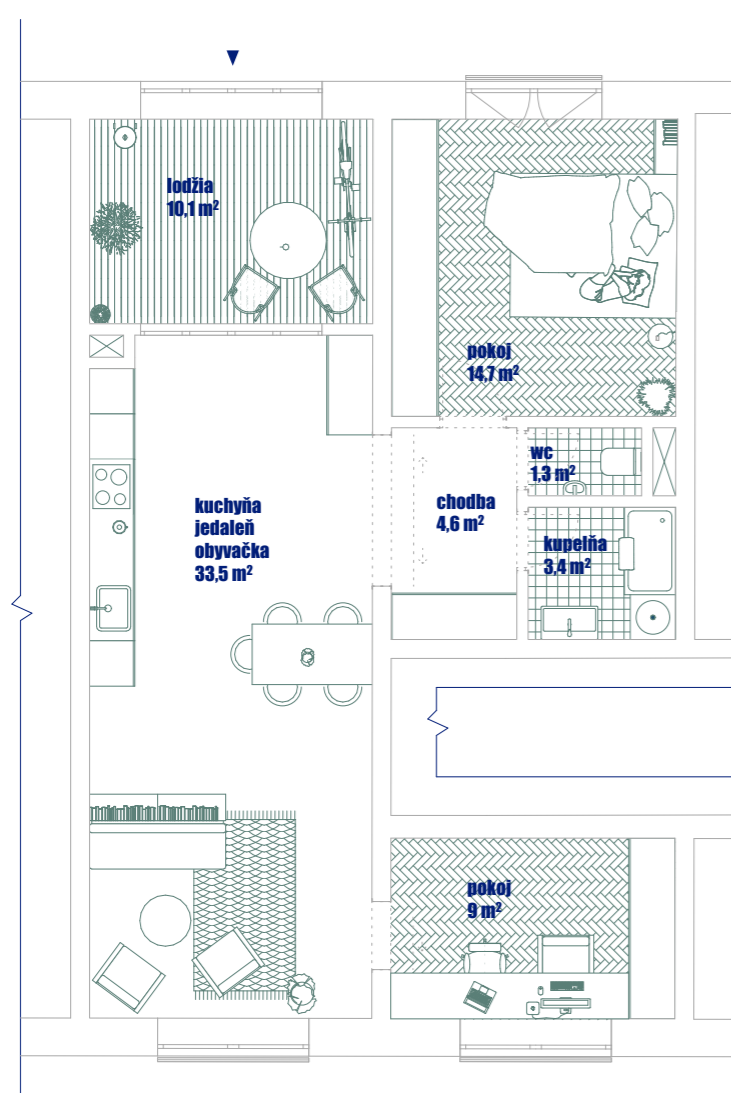 lodžia
10,1 m²
pokoj
14,7 m²
wc
1,3 m²
chodba
4,6 m²
kupelňa
3,4 m²
kuchyňa
jedaleň
obyvačka
33,5 m²
pokoj
9 m²